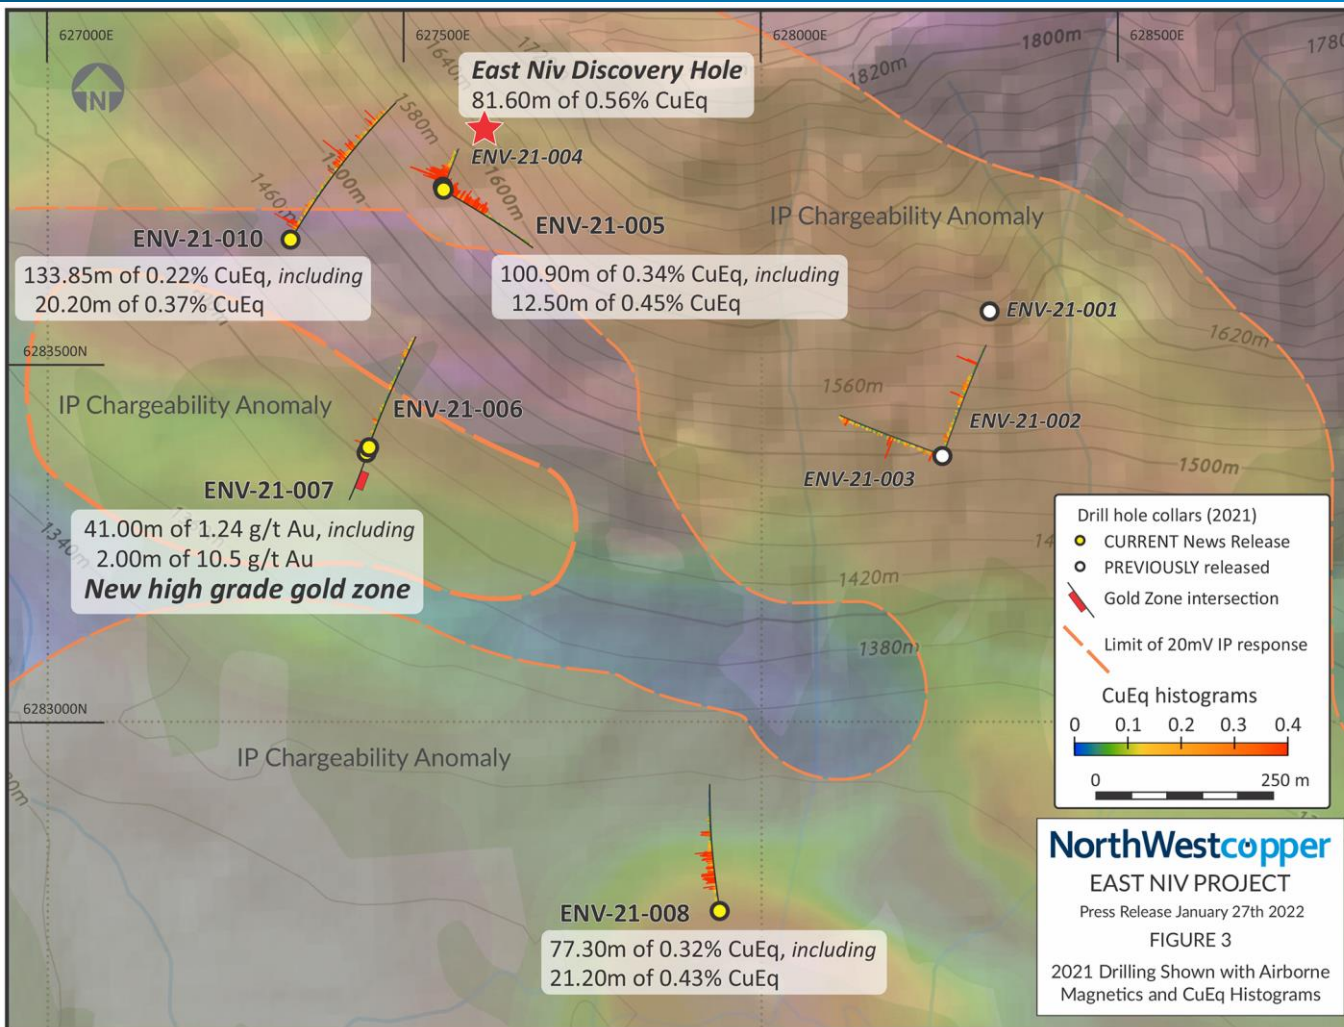 627000E
627500E
628000E
628500E
1800m
1820m
1640m
1580m
East Niv Discovery Hole
81.60m of 0.56% CuEq
N
ENV-21-004
1600m
1460m
ENV-21-010
ENV-21-005
IP Chargeability Anomaly
133.85m of 0.22% CuEq, including
20.20m of 0.37% CuEq
100.90m of 0.34% CuEq, including
12.50m of 0.45% CuEq
ENV-21-001
1620m
6283500N
1560m
IP Chargeability Anomaly
ENV-21-006
ENV-21-002
ENV-21-003
1500m
ENV-21-007
41.00m of 1.24 g/t Au, including
2.00m of 10.5 g/t Au
New high grade gold zone
1340m
1420m
1380m
6283000N
IP Chargeability Anomaly
ENV-21-008
77.30m of 0.32% CuEq, including
21.20m of 0.43% CuEq
Drill hole collars (2021)
CURRENT News Release
PREVIOUSLY released
Gold Zone intersection
Limit of 20mV IP response
CuEq histograms
0 0.1 0.2 0.3 0.4
0 250 m
NorthWestcopper
EAST NIV PROJECT
Press Release January 27th 2022
FIGURE 3
2021 Drilling Shown with Airborne
Magnetics and CuEq Histograms